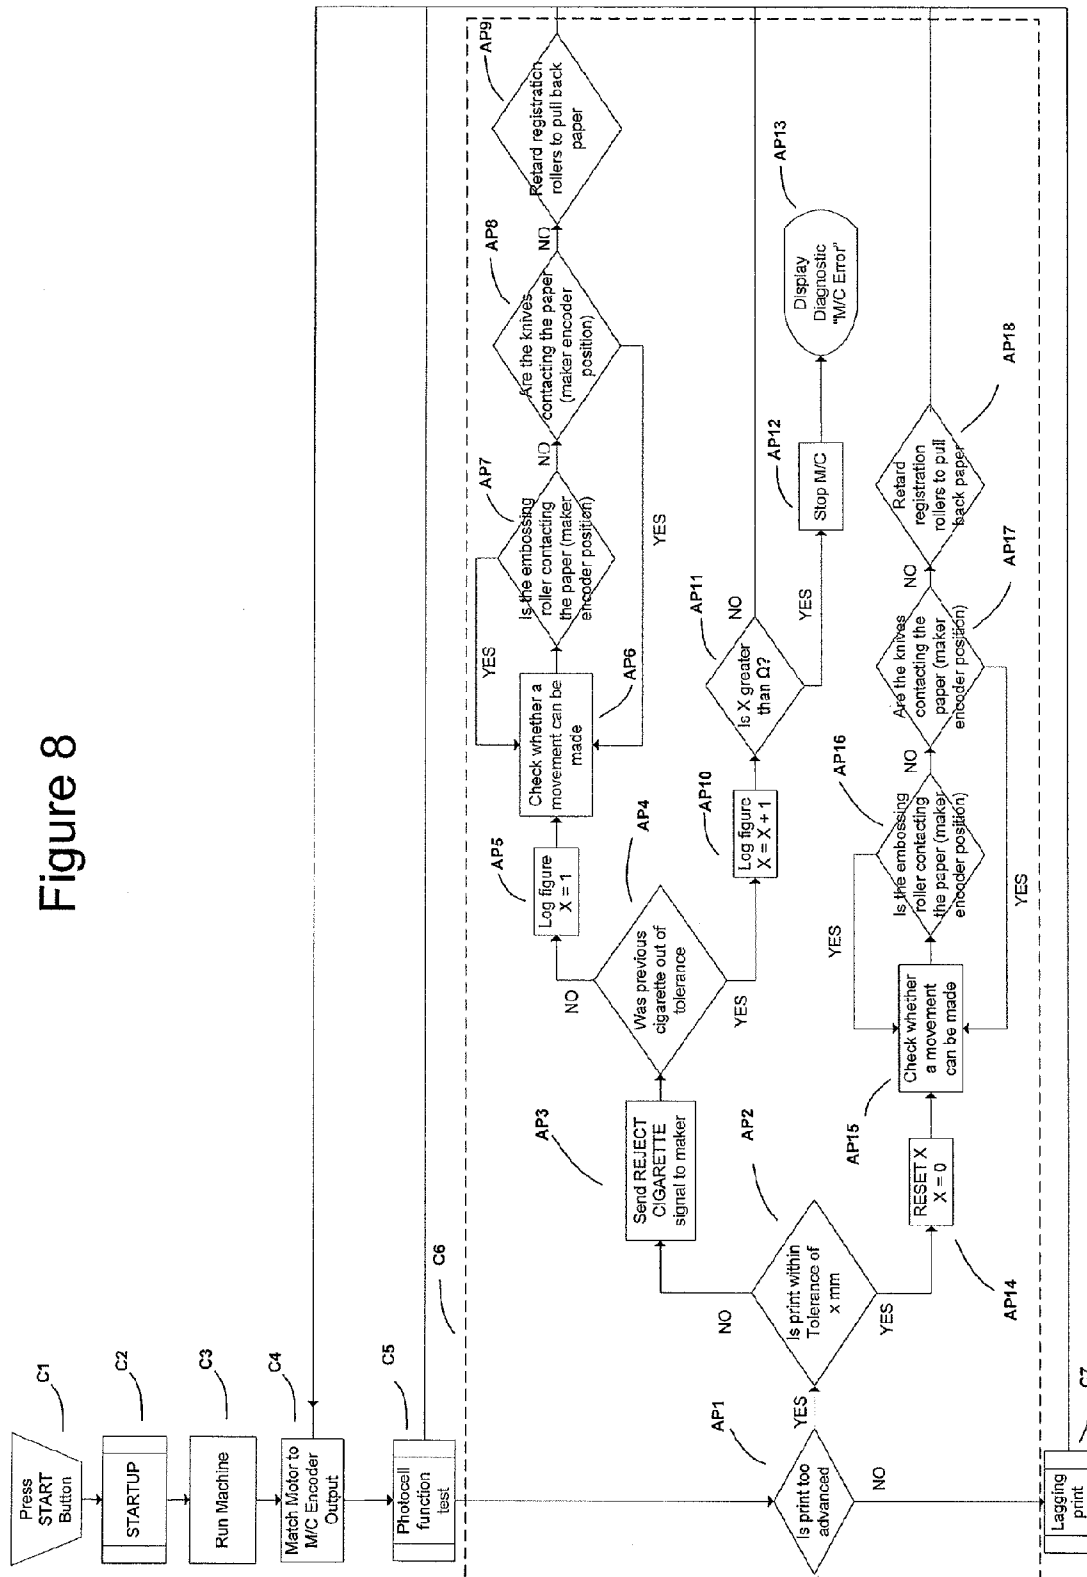 Figure 8
Press
START
Button
C1
STARTUP
C2
Run Machine
C3
Match Motor to
M/C Encoder
Output
C4
Photocell
function
test
C5
C6
Is print too
advanced
AP1
YES
NO
Is print within
Tolerance of
x mm
AP2
NO
YES
Send REJECT
CIGARETTE
signal to maker
AP3
Was previous
cigarette out of
tolerance
AP4
NO
YES
Log figure
X = 1
AP5
Check whether a
movement can be
made
AP6
YES
Is the embossing
roller contacting
the paper (maker
encoder position)
AP7
NO
YES
Are the knives
contacting the paper
(maker encoder
position)
AP8
NO
Retard registration
rollers to pull back
paper
AP9
Log figure
X = X + 1
AP10
Is X greater
than Ω?
AP11
NO
YES
Stop M/C
AP12
Display
Diagnostic
"M/C Error"
AP13
RESET X
X = 0
AP14
Check whether
a movement
can be made
AP15
YES
Is the embossing
roller contacting
the paper (maker
encoder position)
AP16
NO
YES
Are the knives
contacting the
paper (maker
encoder position)
AP17
NO
Retard
registration
rollers to pull
back paper
AP18
Lagging
print
C7